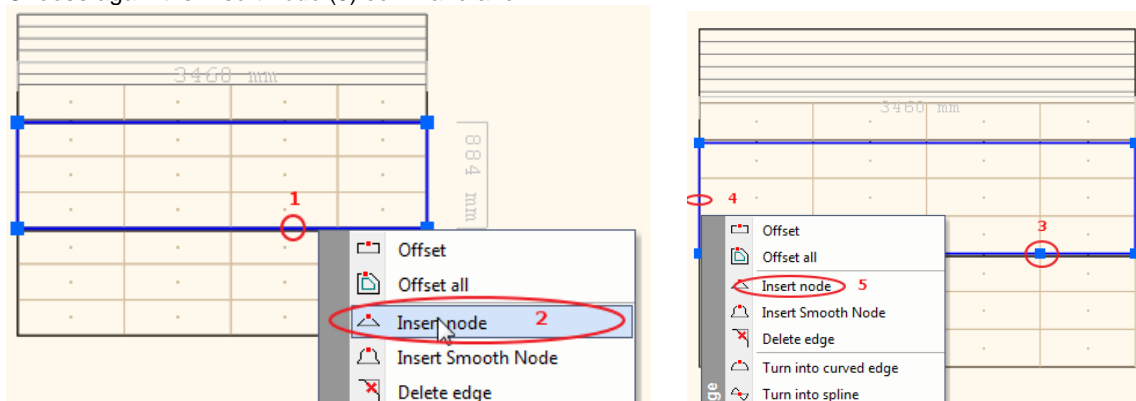 3460 mm
884 mm
1
Offset
Offset all
Insert node 2
Insert Smooth Node
Delete edge
3460 mm
4
3
Offset
Offset all
Insert node 5
Insert Smooth Node
Delete edge
Turn into curved edge
Turn into spline